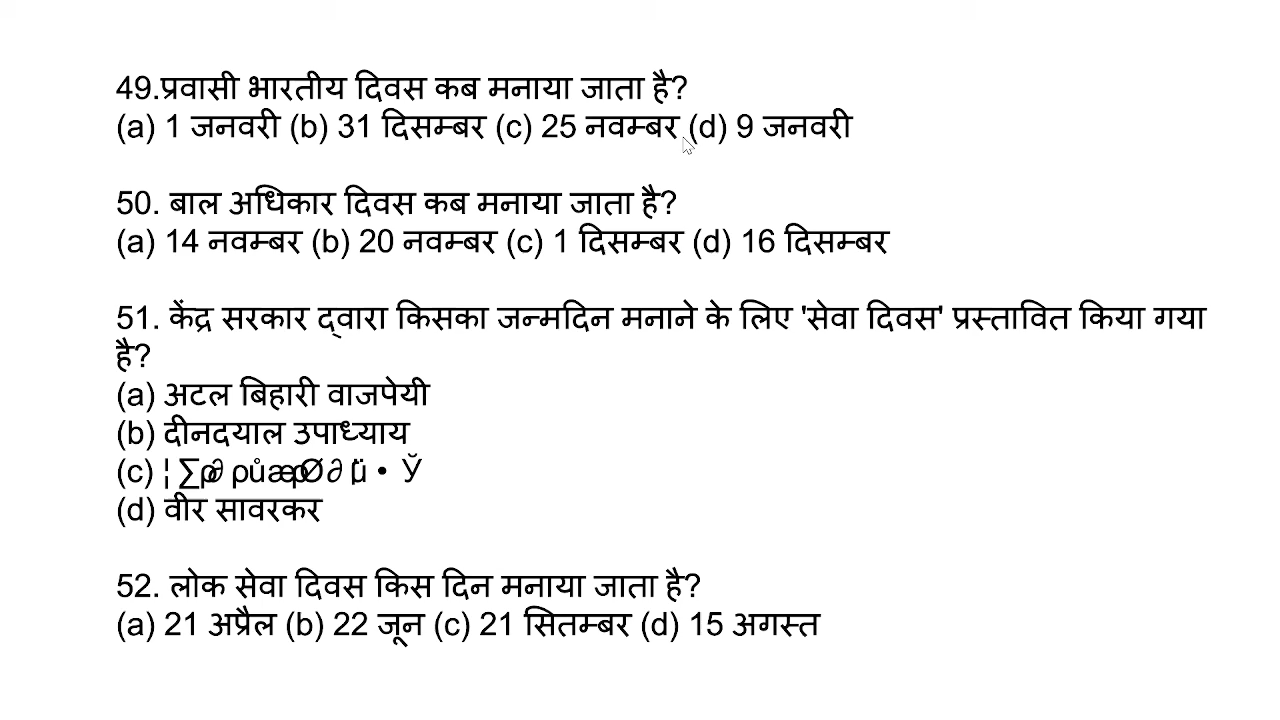 49.प्रवासी भारतीय दिवस कब मनाया जाता है?
(a) 1 जनवरी (b) 31 दिसम्बर (c) 25 नवम्बर (d) 9 जनवरी
50. बाल अधिकार दिवस कब मनाया जाता है?
(a) 14 नवम्बर (b) 20 नवम्बर (c) 1 दिसम्बर (d) 16 दिसम्बर
51. केंद्र सरकार द्वारा किसका जन्मदिन मनाने के लिए 'सेवा दिवस' प्रस्तावित किया गया
है?
(a) अटल बिहारी वाजपेयी
(b) दीनदयाल उपाध्याय
(c)
(d) वीर सावरकर
52. लोक सेवा दिवस किस दिन मनाया जाता है?
(a) 21 अप्रैल (b) 22 जून (c) 21 सितम्बर (d) 15 अगस्त